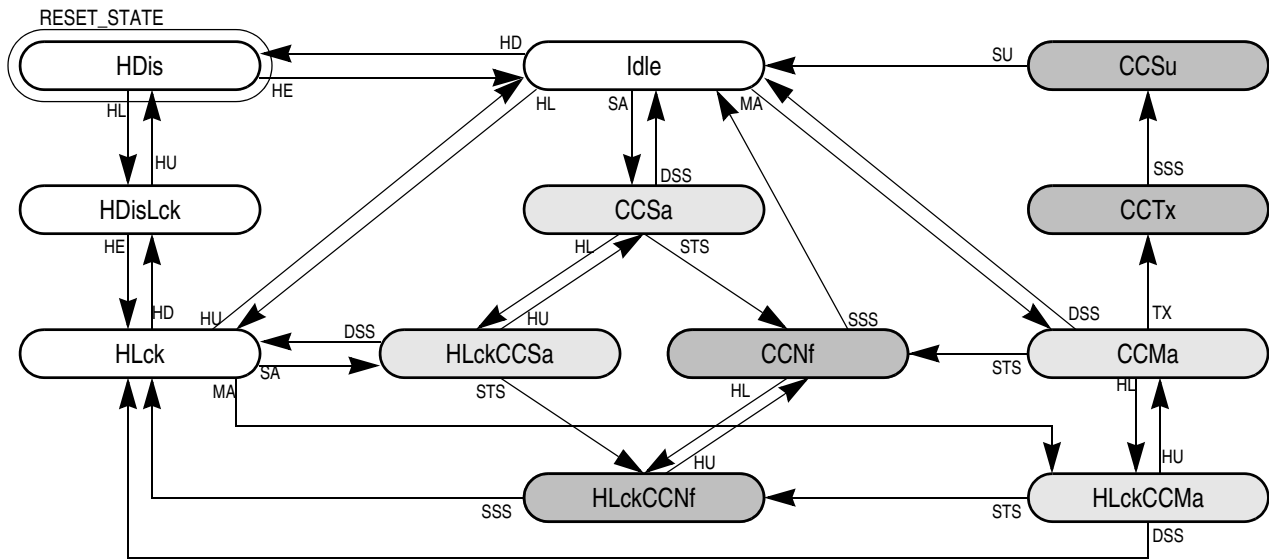 RESET_STATE
HDis
HD
Idle
SU
CCSu
HE
HL
HL
SA
MA
HU
DSS
SSS
HDisLck
CCSa
CCTx
HE
HL
STS
HD
HU
DSS
HU
SSS
DSS
TX
HLck
HLckCCSa
CCNf
CCMa
SA
MA
STS
HL
STS
HL
HU
HU
HLckCCNf
HLckCCMa
SSS
STS
DSS